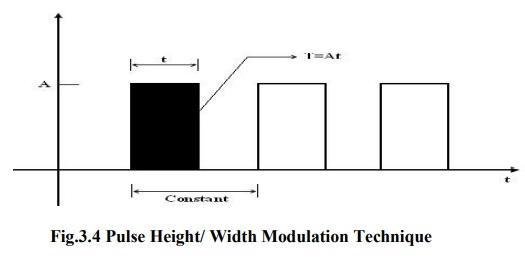 t
T=At
A
t
Constant
Fig.3.4 Pulse Height/ Width Modulation Technique